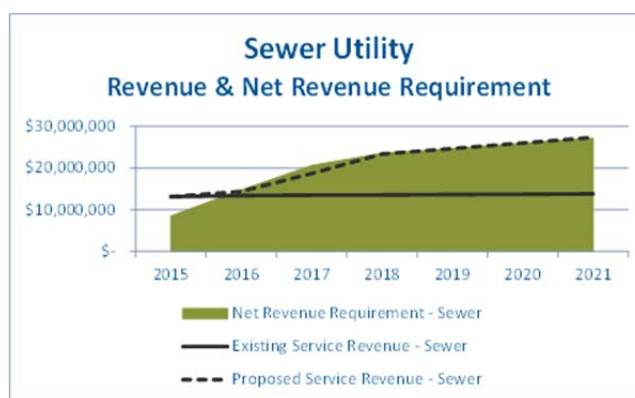 Sewer Utility
Revenue & Net Revenue Requirement
$30,000,000
$20,000,000
$10,000,000
$-
2015 2016 2017 2018 2019 2020 2021
Net Revenue Requirement - Sewer
Existing Service Revenue - Sewer
Proposed Service Revenue - Sewer